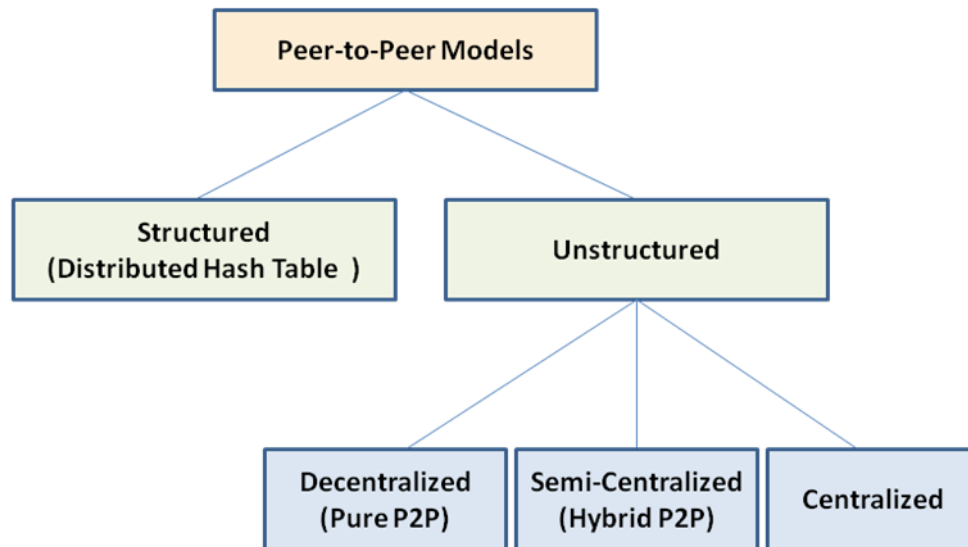 Peer-to-Peer Models
Structured
(Distributed Hash Table  )
Unstructured
Decentralized
(Pure P2P)
Semi-Centralized
(Hybrid P2P)
Centralized